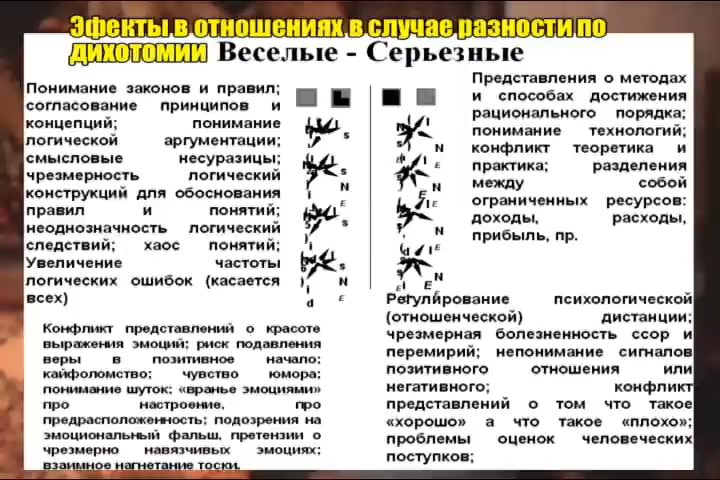 Эфекты в отношениях в случае разности по
дихотомии Веселые - Серьезные
Понимание законов и правил;
согласование принципов и
концепций; понимание
логической аргументации;
смысловые несуразицы;
чрезмерность логический
конструкций для обоснования
правил и понятий;
неоднозначность логический
следствий; хаос понятий;
Увеличение частоты
логических ошибок (касается
всех)
Представления о методах
и способах достижения
рационального порядка;
понимание технологий;
конфликт теоретика и
практика; разделения
между собой
ограниченных ресурсов:
доходы, расходы,
прибыль, пр.
Конфликт представлений о красоте
выражения эмоций; риск подавления
веры в позитивное начало;
кайфоломство; чувство юмора;
понимание шуток; «вранье эмоциями»
про настроение, про
предрасположенность; подозрения на
эмоциональный фальш, претензии о
чрезмерно навязчивых эмоциях;
взаимное нагнетание тоски.
Регулирование психологической
(отношенческой) дистанции;
чрезмерная болезненность ссор и
перемирий; непонимание сигналов
позитивного отношения или
негативного; конфликт
представлений о том что такое
«хорошо» а что такое «плохо»;
проблемы оценок человеческих
поступков;